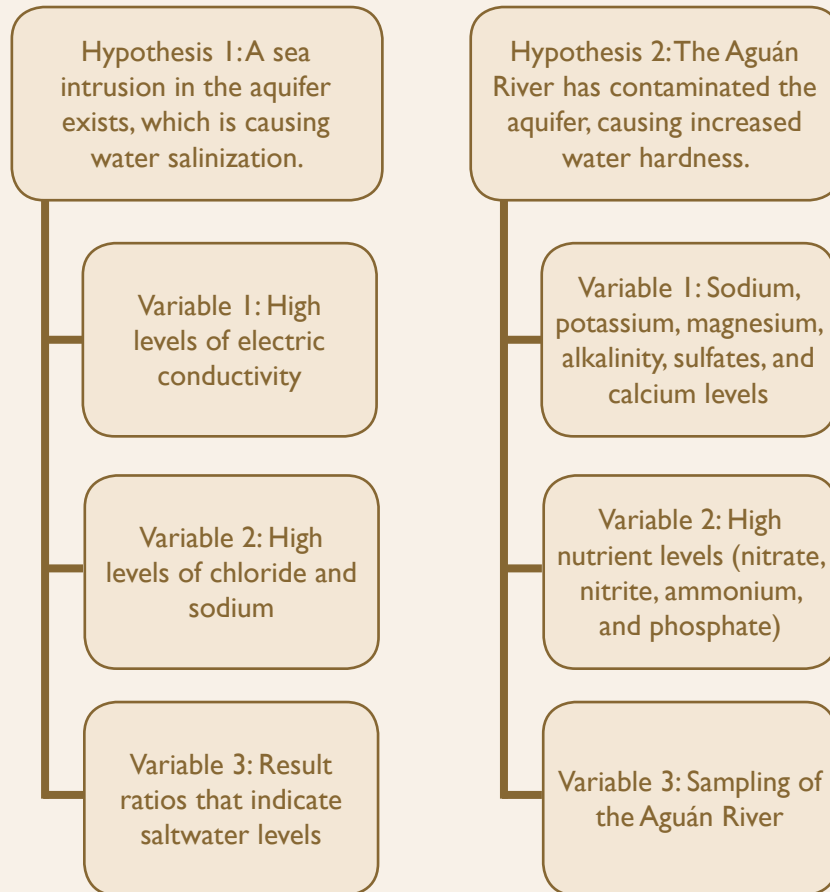 Hypothesis 1: A sea
intrusion in the aquifer
exists, which is causing
water salinization.
Variable 1: High
levels of electric
conductivity
Variable 2: High
levels of chloride and
sodium
Variable 3: Result
ratios that indicate
saltwater levels
Hypothesis 2: The Aguán
River has contaminated the
aquifer, causing increased
water hardness.
Variable 1: Sodium,
potassium, magnesium,
alkalinity, sulfates, and
calcium levels
Variable 2: High
nutrient levels (nitrate,
nitrite, ammonium,
and phosphate)
Variable 3: Sampling of
the Aguán River